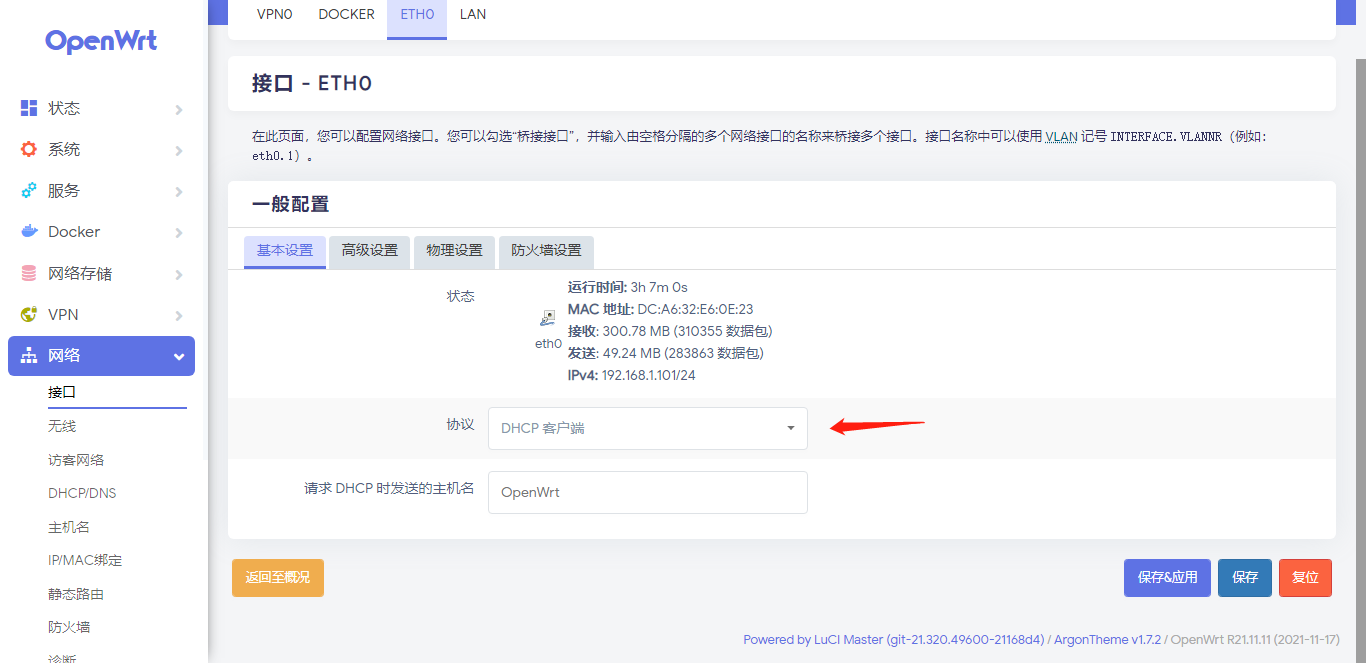 OpenWrt
状态
系统
服务
Docker
网络存储
VPN
网络
接口
无线
访客网络
DHCP/DNS
主机名
IP/MAC绑定
静态路由
防火墙
诊断
VPN0 DOCKER ETH0 LAN
接口 - ETH0
在此页面，您可以配置网络接口。您可以勾选“桥接接口”，并输入由空格分隔的多个网络接口的名称来桥接多个接口。接口名称中可以使用 VLAN 记号 INTERFACE.VLANNR（例如：
eth0.1）。
一般配置
基本设置 高级设置 物理设置 防火墙设置
状态
eth0
运行时间: 3h 7m 0s
MAC 地址: DC:A6:32:E6:0E:23
接收: 300.78 MB (310355 数据包)
发送: 49.24 MB (283863 数据包)
IPv4: 192.168.1.101/24
协议 DHCP 客户端
请求 DHCP 时发送的主机名 OpenWrt
返回至概况 保存&应用 保存 复位
Powered by LuCI Master (git-21.320.49600-21168d4) / ArgonTheme v1.7.2 / OpenWrt R21.11.11 (2021-11-17)